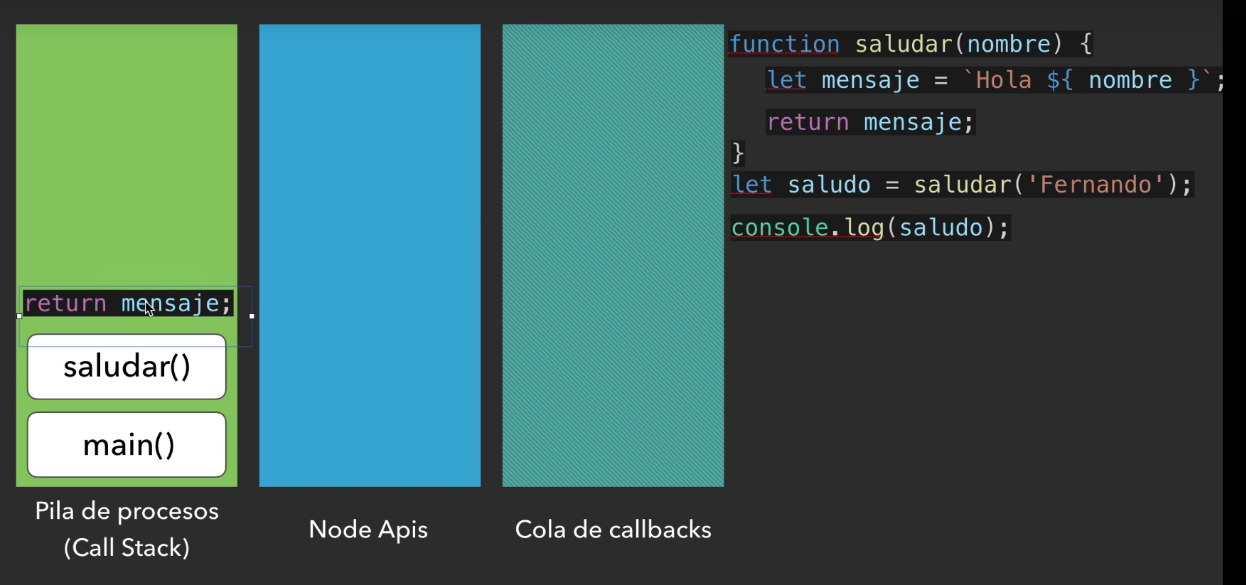 function saludar(nombre) {
let mensaje = `Hola ${ nombre }`;
return mensaje;
}
let saludo = saludar('Fernando');
console.log(saludo);
return mensaje;
saludar()
main()
Pila de procesos
(Call Stack)
Node Apis
Cola de callbacks